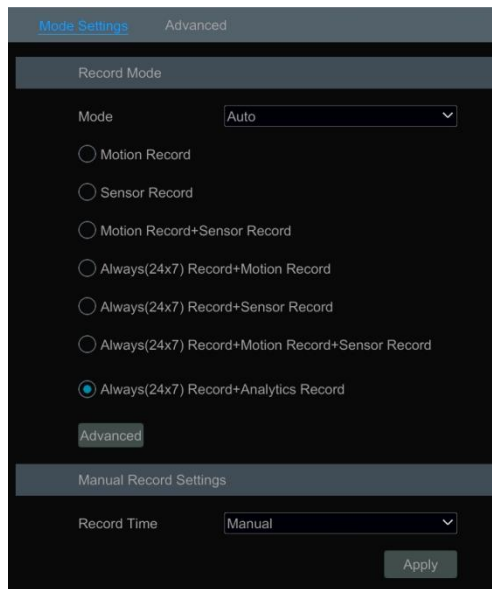 Mode Settings Advanced
Record Mode
Mode Auto
Motion Record
Sensor Record
Motion Record+Sensor Record
Always(24x7) Record+Motion Record
Always(24x7) Record+Sensor Record
Always(24x7) Record+Motion Record+Sensor Record
Always(24x7) Record+Analytics Record
Advanced
Manual Record Settings
Record Time Manual
Apply